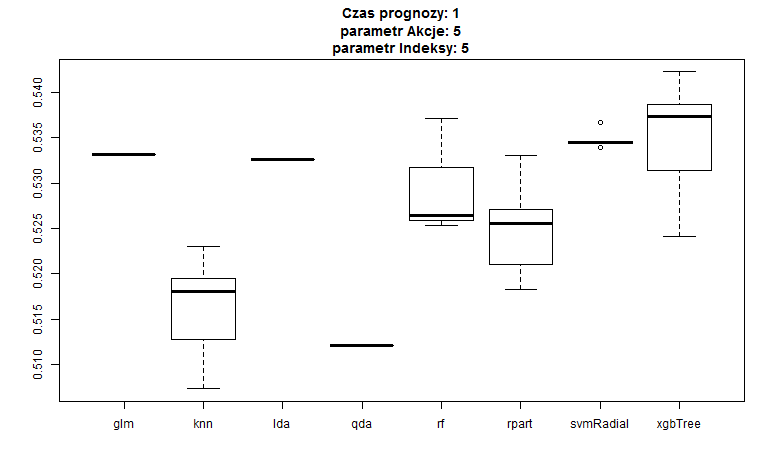 Czas prognozy: 1
parametr Akcje: 5
parametr Indeksy: 5
0.540
0.535
0.530
0.525
0.520
0.515
0.510
glm knn lda qda rf rpart svmRadial xgbTree